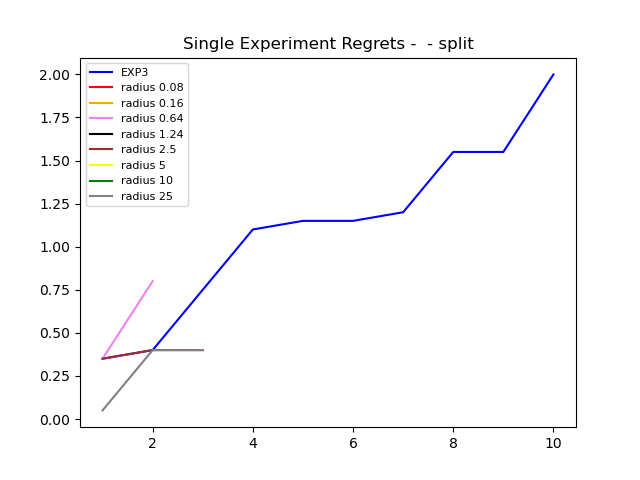 Single Experiment Regrets -  - split
2.00
1.75
1.50
1.25
1.00
0.75
0.50
0.25
0.00
EXP3
radius 0.08
radius 0.16
radius 0.64
radius 1.24
radius 2.5
radius 5
radius 10
radius 25
2 4 6 8 10